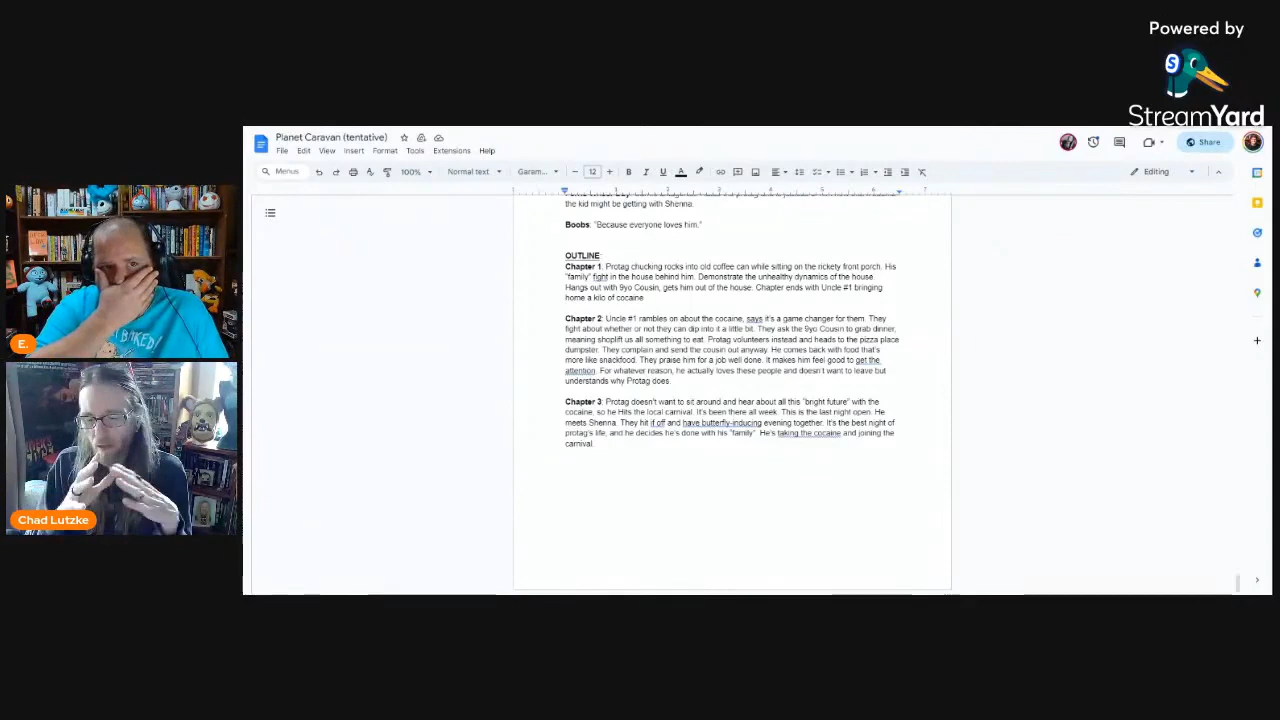 Powered by
S
StreamYard
Planet Caravan (tentative)
File Edit View Insert Format Tools Extensions Help
Share
Menus
100%
Normal text
Garam...
12
B I U A
Editing
1 1 2 3 4 5 6 7
the kid might be getting with Shenna.
Boobs: "Because everyone loves him."
OUTLINE:
Chapter 1: Protag chucking rocks into old coffee can while sitting on the rickety front porch. His
"family" fight in the house behind him. Demonstrate the unhealthy dynamics of the house.
Hangs out with 9yo Cousin, gets him out of the house. Chapter ends with Uncle #1 bringing
home a kilo of cocaine
Chapter 2: Uncle #1 rambles on about the cocaine, says it's a game changer for them. They
fight about whether or not they can dip into it a little bit. They ask the 9yo Cousin to grab dinner,
meaning shoplift us all something to eat. Protag volunteers instead and heads to the pizza place
dumpster. They complain and send the cousin out anyway. He comes back with food that's
more like snackfood. They praise him for a job well done. It makes him feel good to get the
attention. For whatever reason, he actually loves these people and doesn't want to leave but
understands why Protag does.
Chapter 3: Protag doesn't want to sit around and hear about all this "bright future" with the
cocaine, so he Hits the local carnival. It's been there all week. This is the last night open. He
meets Shenna. They hit if off and have butterfly-inducing evening together. It's the best night of
protag's life, and he decides he's done with his "family". He's taking the cocaine and joining the
carnival.
E.
Chad Lutzke